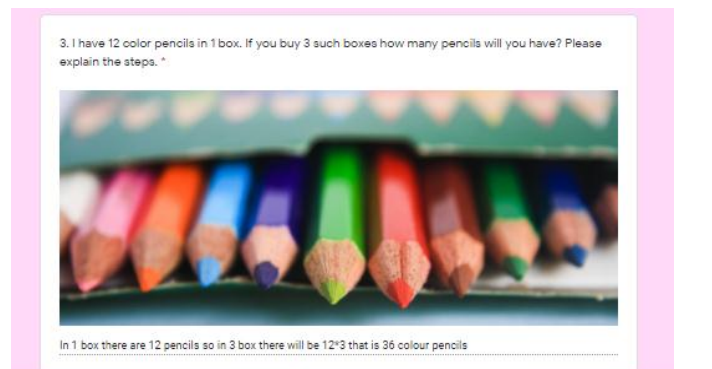 3. I have 12 color pencils in 1 box. If you buy 3 such boxes how many pencils will you have? Please
explain the steps. *
In 1 box there are 12 pencils so in 3 box there will be 12*3 that is 36 colour pencils